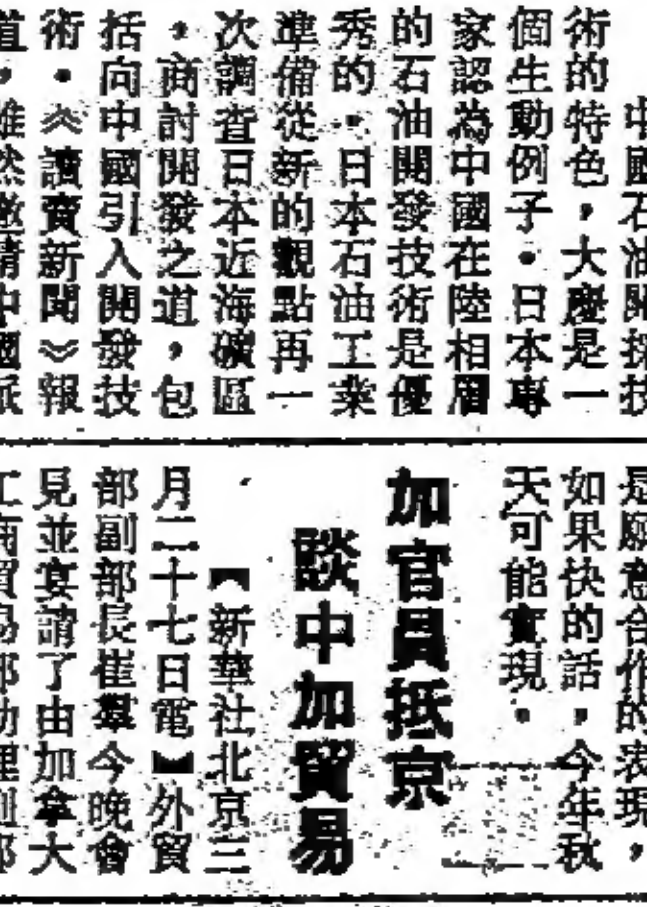 中國石油開採技
術的特色，大慶是一
個生動例子。日本專
家認為中國在陸相層
的石油開發技術是優
秀的。日本石油工業
準備從新的觀點再一
次調查日本近海礦區
，商討開發之道，包
括向中國引入開發技
術。《讀賣新聞》報
道，雖然邀請中國派
是願意合作的表現，
如果快的話，今年秋
天可能實現。
加官員抵京
談中加貿易
【新華社北京三
月二十七日電】外貿
部副部長崔羣今晚會
見並宴請了由加拿大
工商貿易部助理副部